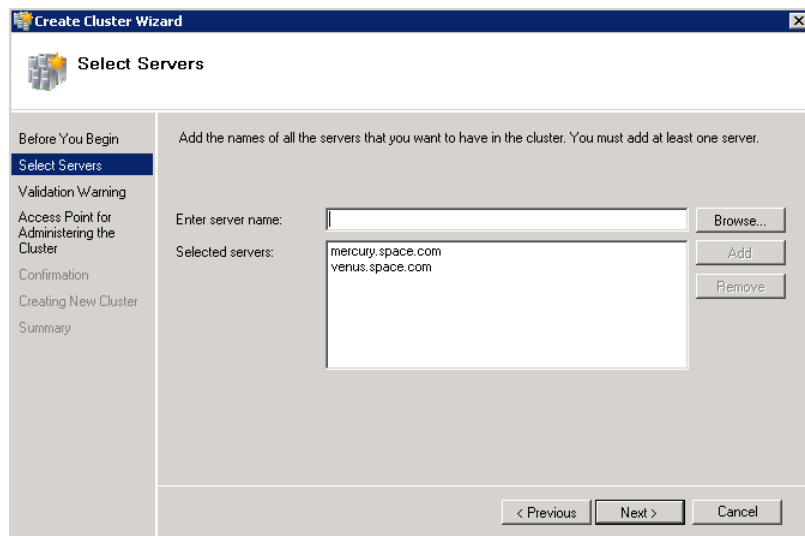 Create Cluster Wizard
Select Servers
Before You Begin
Select Servers
Validation Warning
Access Point for
Administering the
Cluster
Confirmation
Creating New Cluster
Summary
Add the names of all the servers that you want to have in the cluster. You must add at least one server.
Enter server name:
Browse...
Selected servers:
mercury.space.com
venus.space.com
Add
Remove
< Previous
Next >
Cancel